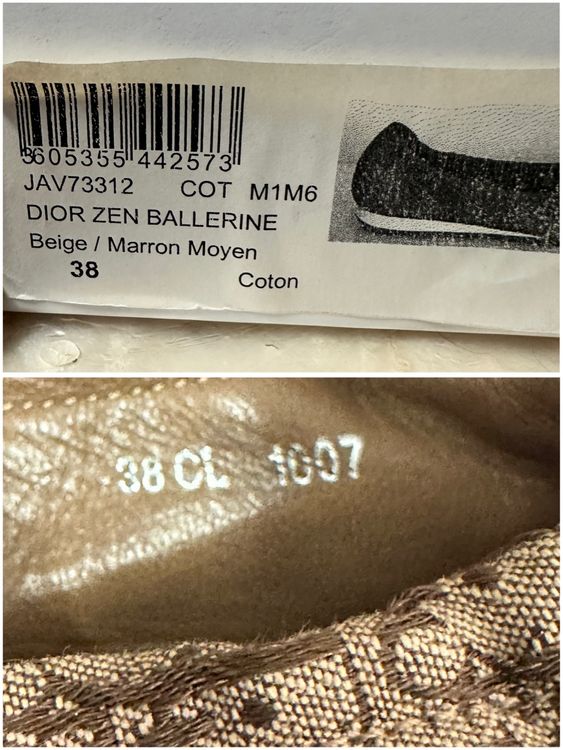 3605355 442573
JAV73312 COT M1M6
DIOR ZEN BALLERINE
Beige / Marron Moyen
38 Coton
38 CL 1007